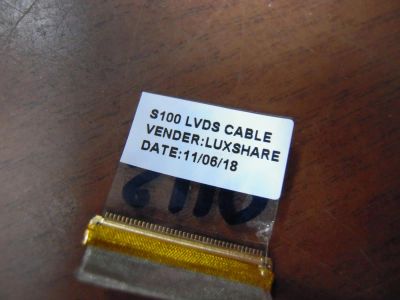 S100 LVDS CABLE
VENDER:LUXSHARE
DATE:11/06/18